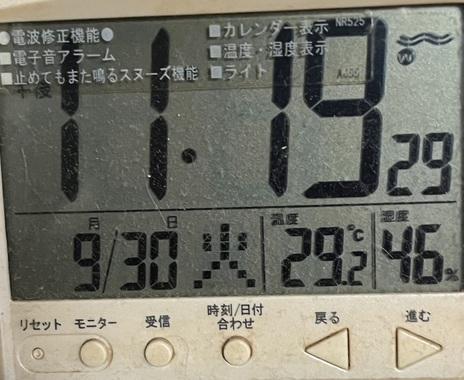 ●電波修正機能● ■カレンダー表示 NR525
■電子音アラーム ■温度・湿度表示
■止めてもまた鳴るスヌーズ機能 ■ライト
午後
11:19 29
月 日 温度 湿度
9/30 火 29.2℃ 46%
リセット モニター 受信 時刻/日付
合わせ 戻る 進む